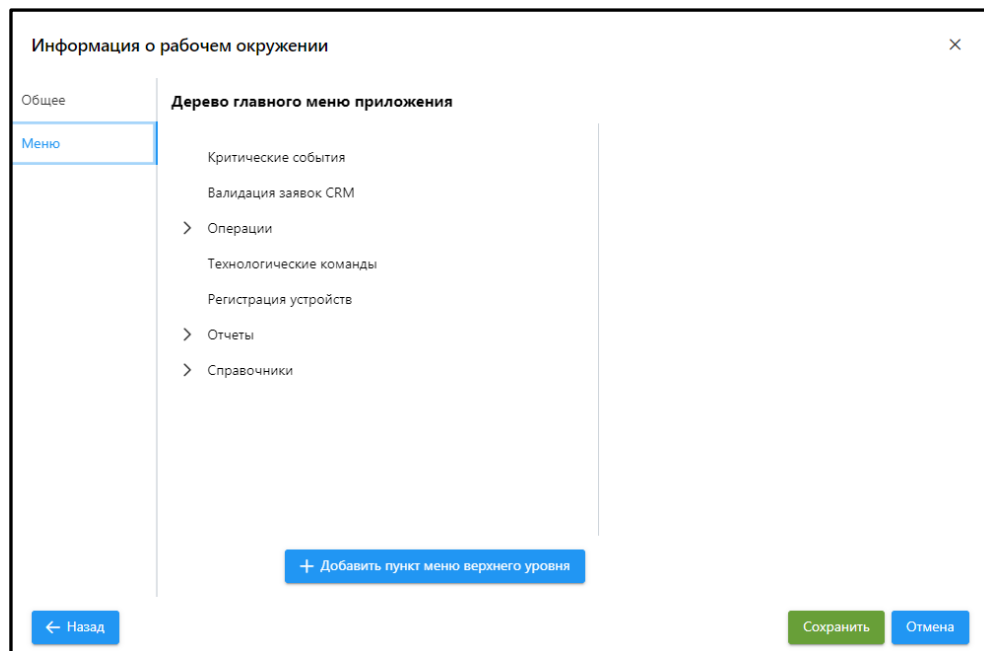 Информация о рабочем окружении
Общее
Меню
Дерево главного меню приложения
Критические события
Валидация заявок CRM
Операции
Технологические команды
Регистрация устройств
Отчеты
Справочники
Добавить пункт меню верхнего уровня
Назад
Сохранить
Отмена